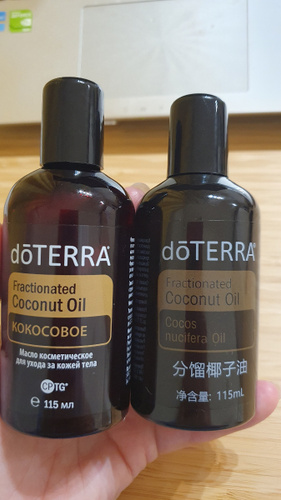 dōTERRA®
Fractionated
Coconut Oil
КОКОСОВОЕ
Масло косметическое
для ухода за кожей тела
CPTG®
℮ 115 мл
dōTERRA®
Fractionated
Coconut Oil
Cocos
nucifera Oil
分馏椰子油
净含量: 115mL